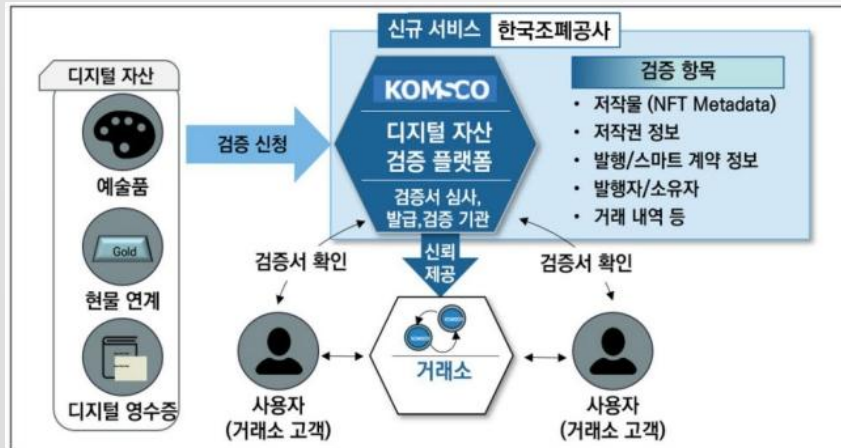 신규 서비스 한국조폐공사
디지털 자산
예술품
Gold
현물 연계
디지털 영수증
검증 신청
KOMSCO
디지털 자산
검증 플랫폼
검증서 심사,
발급,검증 기관
검증 항목
• 저작물 (NFT Metadata)
• 저작권 정보
• 발행/스마트 계약 정보
• 발행자/소유자
• 거래 내역 등
신뢰
제공
검증서 확인
검증서 확인
KOMSCO
KOMSCO
거래소
사용자
(거래소 고객)
사용자
(거래소 고객)